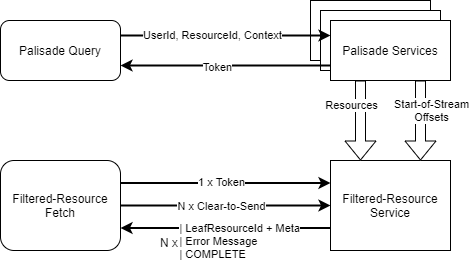 Palisade Query
UserId, ResourceId, Context
Token
Palisade Services
Resources
Start-of-Stream
Offsets
Filtered-Resource
Fetch
1 x Token
N x Clear-to-Send
N x
| LeafResourceId + Meta
| Error Message
| COMPLETE
Filtered-Resource
Service